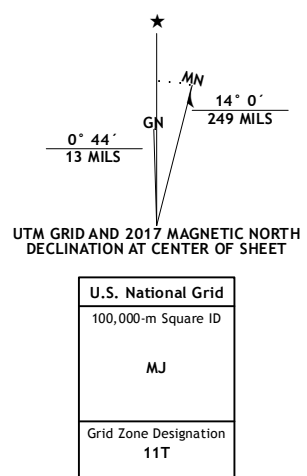 ★
MN
GN
0° 44´
13 MILS
14° 0´
249 MILS
UTM GRID AND 2017 MAGNETIC NORTH
DECLINATION AT CENTER OF SHEET
U.S. National Grid
100,000-m Square ID
MJ
Grid Zone Designation
11T